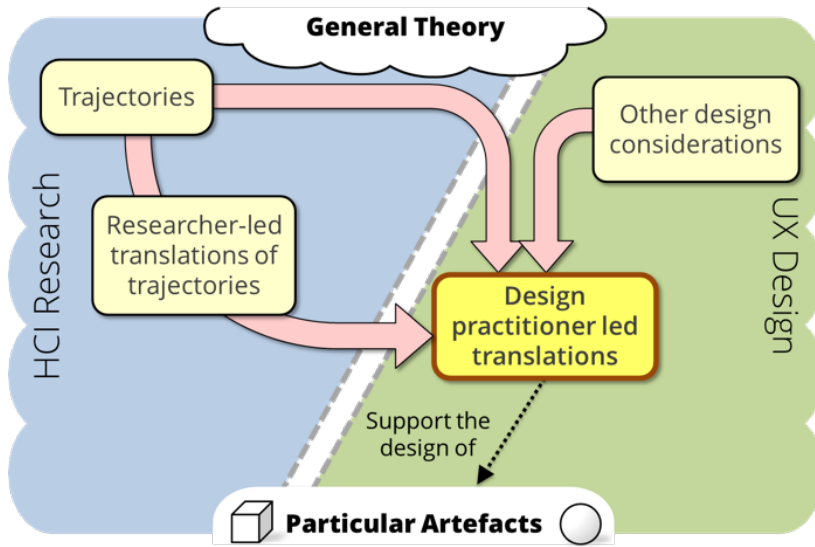 General Theory
Trajectories
Other design
considerations
HCI Research
Researcher-led
translations of
trajectories
UX Design
Design
practitioner led
translations
Support the
design of
Particular Artefacts